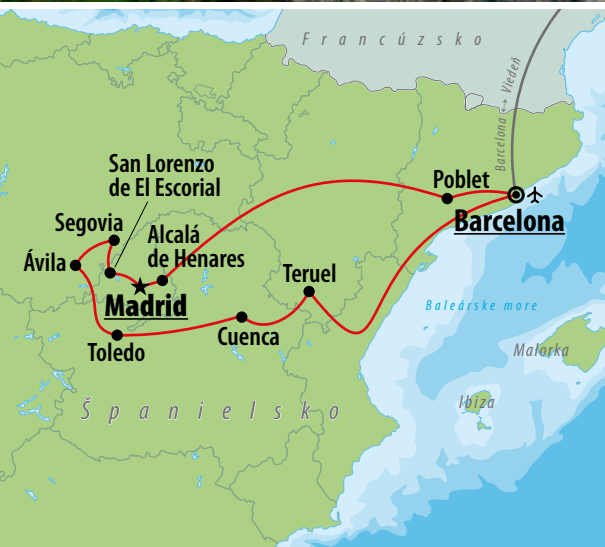 Francúzsko
Barcelona ↔ Viedeň
San Lorenzo
de El Escorial
Poblet
Barcelona
Segovia
Alcalá
de Henares
Ávila
Teruel
Madrid
Baleárske more
Cuenca
Toledo
Malorka
Ibiza
Španielsko